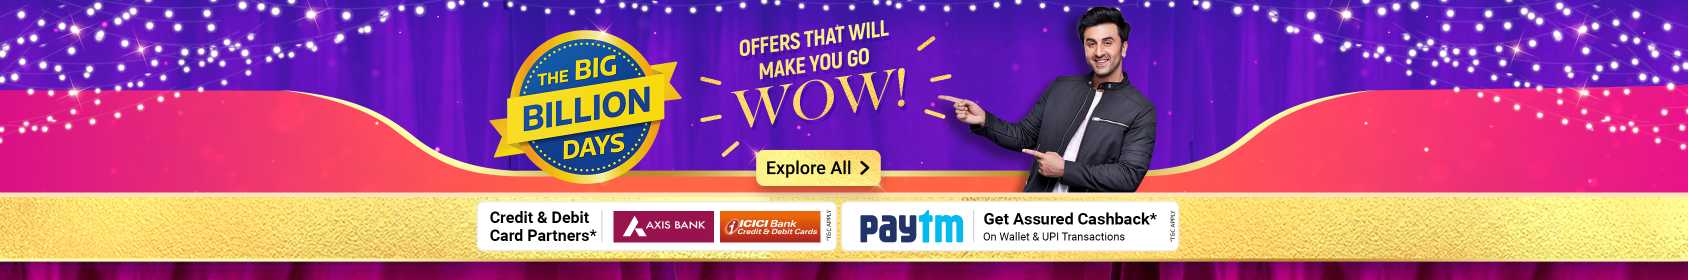 THE BIG
BILLION
DAYS
OFFERS THAT WILL
MAKE YOU GO
WOW!
Explore All
Credit & Debit
Card Partners*
AXIS BANK
ICICI Bank
Credit & Debit Cards
*T&C APPLY
paytm
Get Assured Cashback*
On Wallet & UPI Transactions
*T&C APPLY